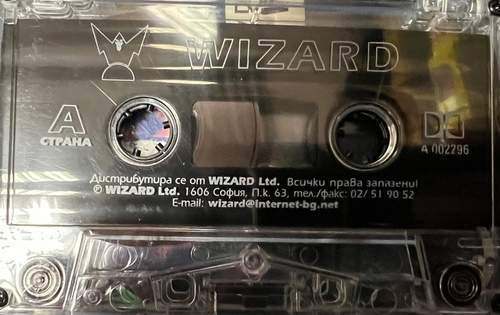 WIZARD
A
СТРАНА
4 002296
Дистрибутира се от WIZARD Ltd. Всички права запазени!
© WIZARD Ltd. 1606 София, П.к. 63, тел./факс: 02/ 51 90 52
E-mail: wizard@internet-bg.net